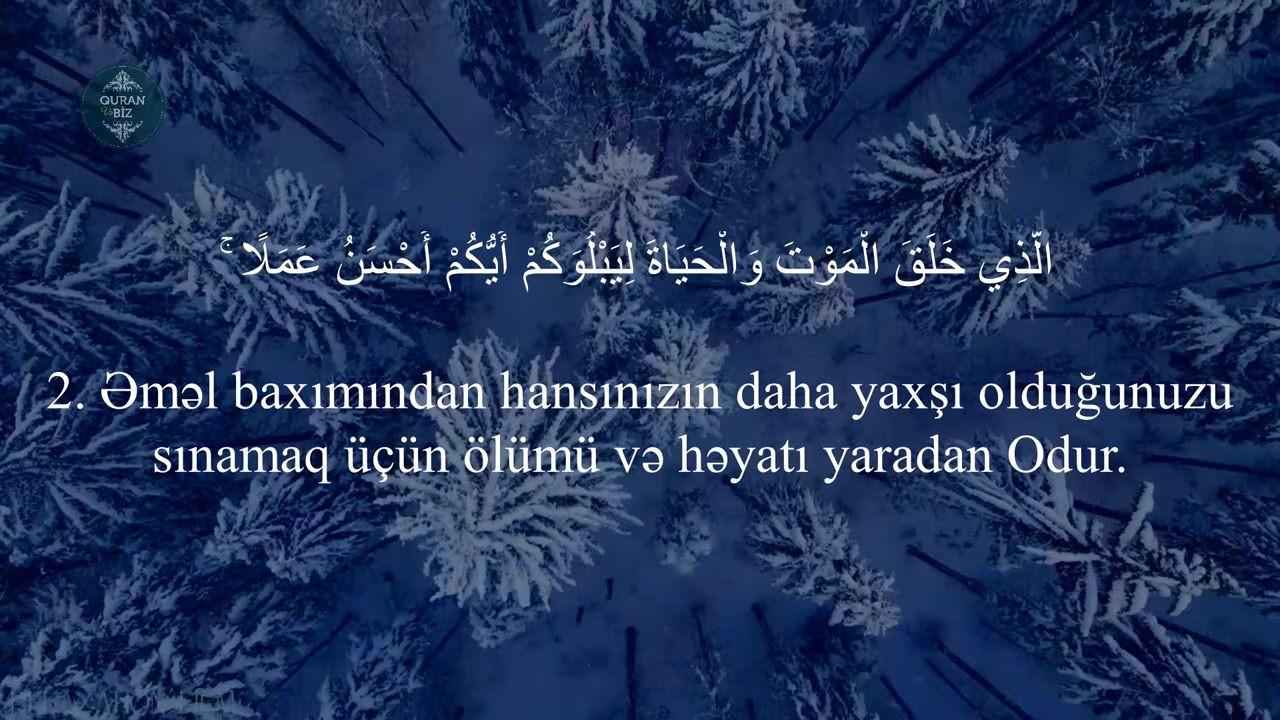 QURAN
Və BİZ
الَّذِي خَلَقَ الْمَوْتَ وَالْحَيَاةَ لِيَبْلُوَكُمْ أَيُّكُمْ أَحْسَنُ عَمَلًا ۚ
2. Əməl baxımından hansınızın daha yaxşı olduğunuzu
sınamaq üçün ölümü və həyatı yaradan Odur.